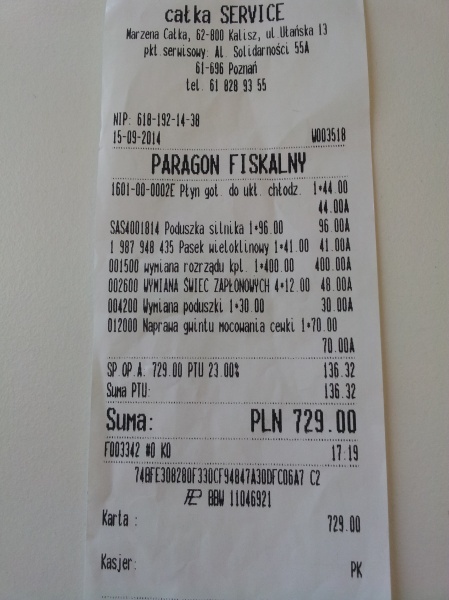 całka SERVICE
Marzena Całka, 62-800 Kalisz, ul.Ułańska 13
pkt.serwisowy: Al. Solidarności 55A
61-696 Poznań
tel. 61 828 93 55
NIP: 618-192-14-38
15-09-2014 W003518
PARAGON FISKALNY
1601-00-0002E Płyn got. do ukł. chłodz. 1*44.00
44.00A
SAS4001814 Poduszka silnika 1*96.00 96.00A
1 987 948 435 Pasek wieloklinowy 1*41.00 41.00A
001500 wymiana rozrządu kpl. 1*400.00 400.00A
002600 WYMIANA ŚWIEC ZAPŁONOWYCH 4*12.00 48.00A
004200 Wymiana poduszki 1*30.00 30.00A
012000 Naprawa gwintu mocowania cewki 1*70.00
70.00A
SP.OP.A: 729.00 PTU 23.00% 136.32
Suma PTU: 136.32
Suma: PLN 729.00
F003342 #0 K0 17:19
74BFE308280F33DCF94847A3DDFC06A7 C2
BBW 11046921
Karta : 729.00
Kasjer: PK